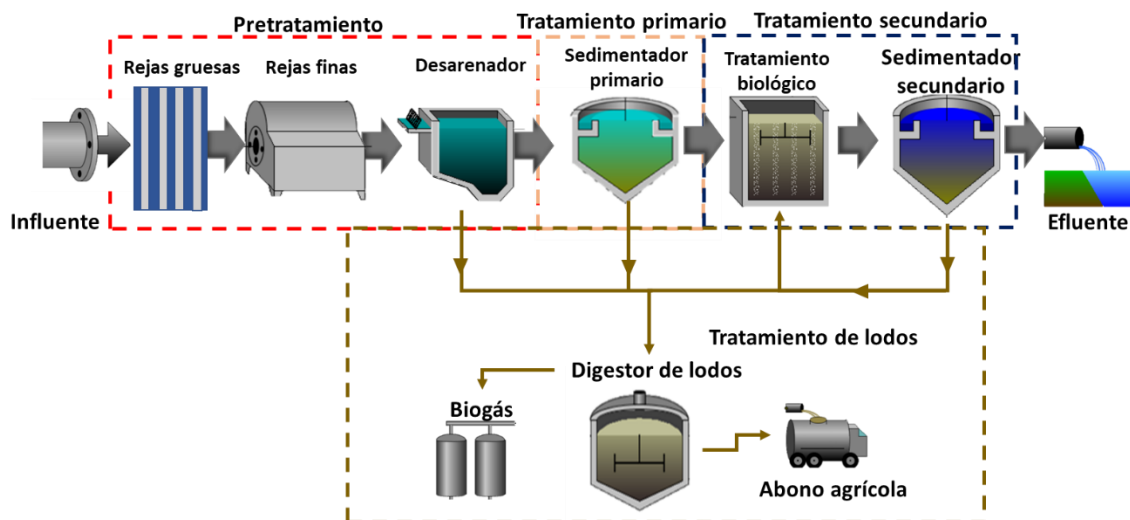 Pretratamiento
Tratamiento primario
Tratamiento secundario
Rejas gruesas
Rejas finas
Desarenador
Sedimentador
primario
Tratamiento
biológico
Sedimentador
secundario
Influente
Efluente
Tratamiento de lodos
Digestor de lodos
Biogás
Abono agrícola